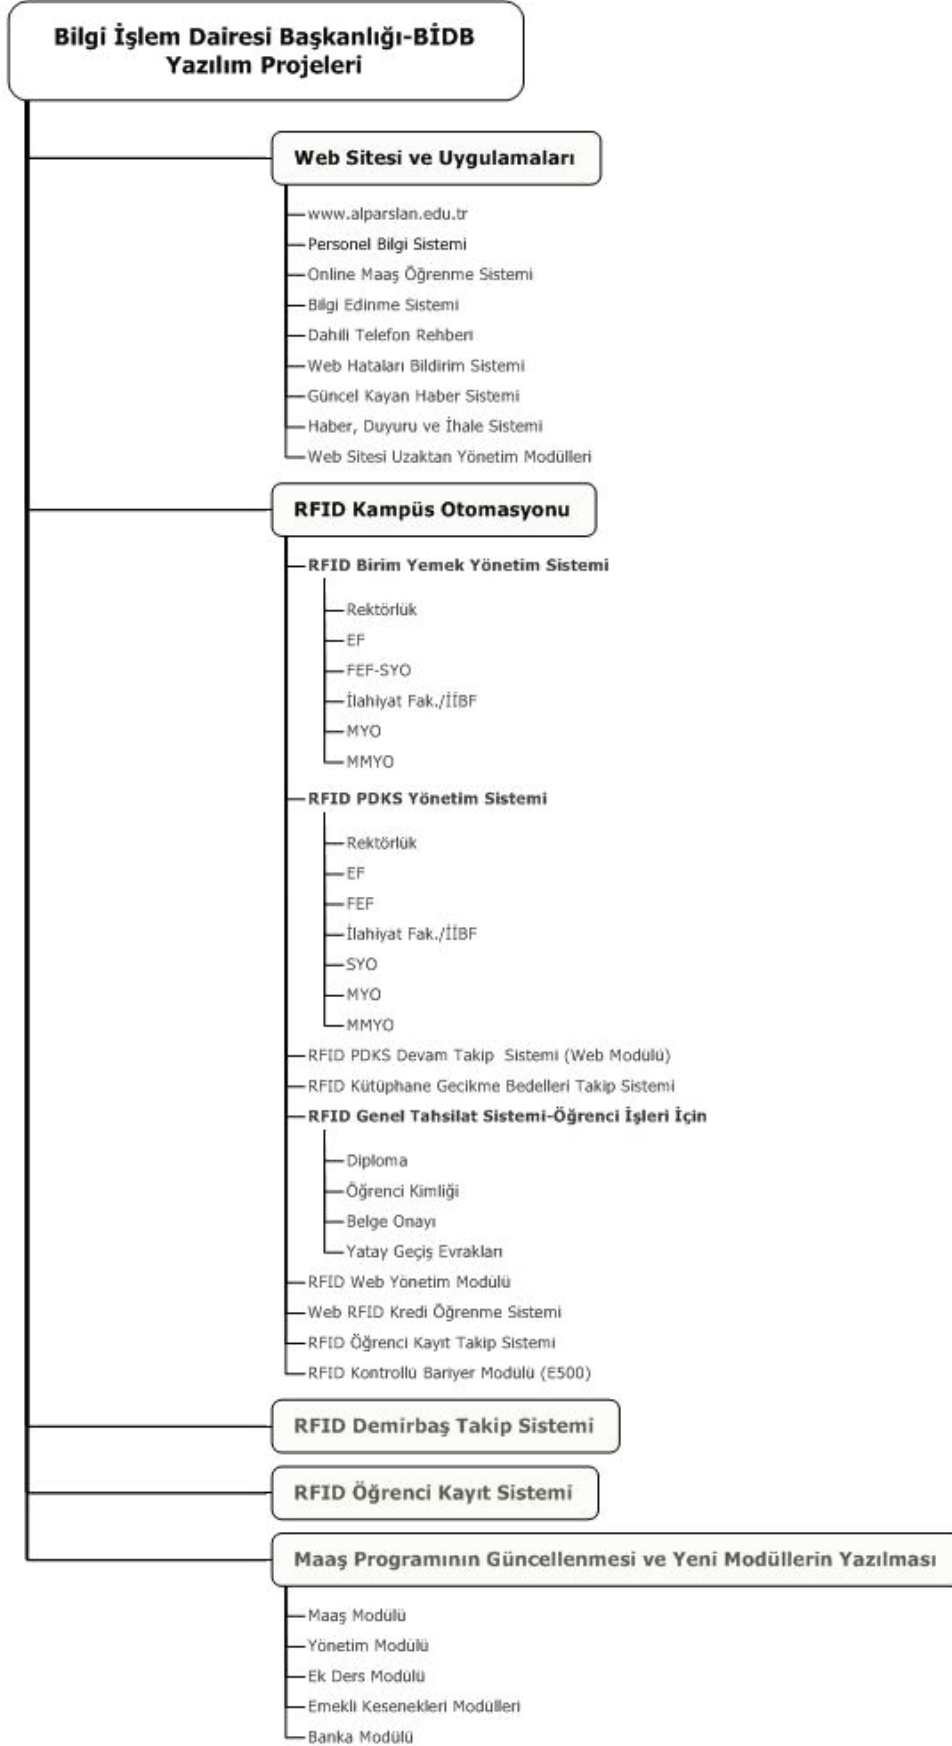 Bilgi İşlem Dairesi Başkanlığı-BİDB
Yazılım Projeleri
Web Sitesi ve Uygulamaları
www.alparslan.edu.tr
Personel Bilgi Sistemi
Online Maaş Öğrenme Sistemi
Bilgi Edinme Sistemi
Dahili Telefon Rehberi
Web Hataları Bildirim Sistemi
Güncel Kayan Haber Sistemi
Haber, Duyuru ve İhale Sistemi
Web Sitesi Uzaktan Yönetim Modülleri
RFID Kampüs Otomasyonu
RFID Birim Yemek Yönetim Sistemi
Rektörlük
EF
FEF-SYO
İlahiyat Fak./İİBF
MYO
MMYO
RFID PDKS Yönetim Sistemi
Rektörlük
EF
FEF
İlahiyat Fak./İİBF
SYO
MYO
MMYO
RFID PDKS Devam Takip Sistemi (Web Modülü)
RFID Kütüphane Gecikme Bedelleri Takip Sistemi
RFID Genel Tahsilat Sistemi-Öğrenci İşleri İçin
Diploma
Öğrenci Kimliği
Belge Onayı
Yatay Geçiş Evrakları
RFID Web Yönetim Modülü
Web RFID Kredi Öğrenme Sistemi
RFID Öğrenci Kayıt Takip Sistemi
RFID Kontrollü Bariyer Modülü (E500)
RFID Demirbaş Takip Sistemi
RFID Öğrenci Kayıt Sistemi
Maaş Programının Güncellenmesi ve Yeni Modüllerin Yazılması
Maaş Modülü
Yönetim Modülü
Ek Ders Modülü
Emekli Kesenekleri Modülleri
Banka Modülü